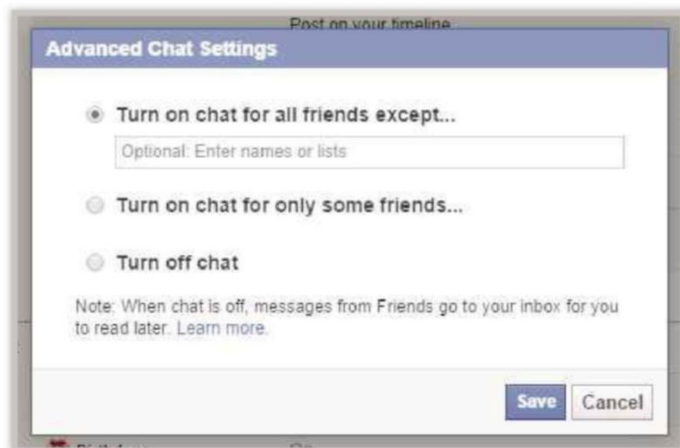 Post on your timeline
Advanced Chat Settings
Turn on chat for all friends except...
Optional: Enter names or lists
Turn on chat for only some friends...
Turn off chat
Note: When chat is off, messages from Friends go to your inbox for you
to read later. Learn more.
Save Cancel